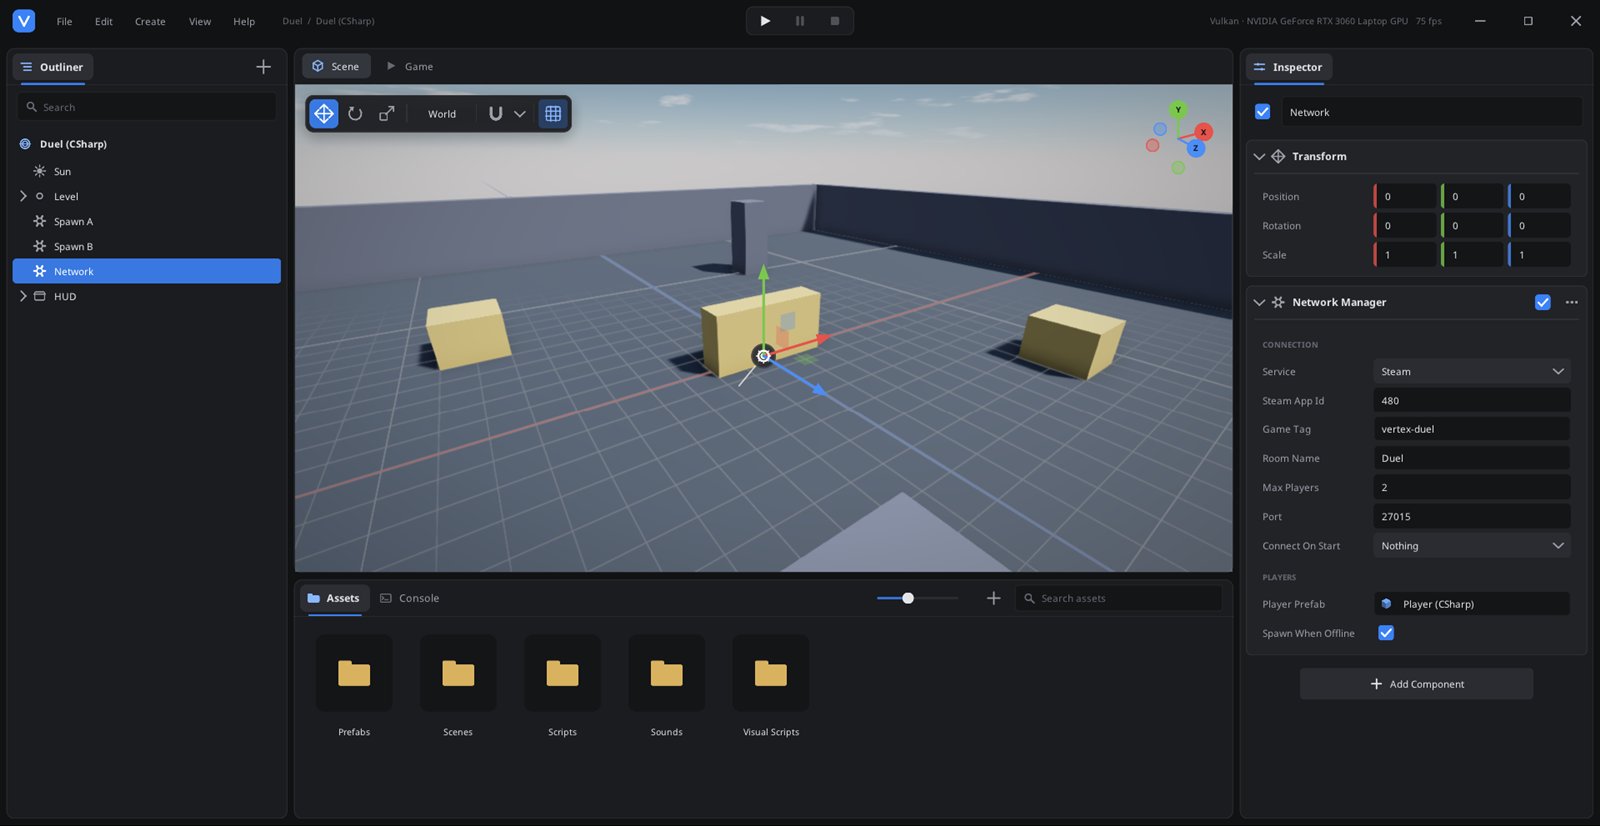 V File Edit Create View Help Duel / Duel (CSharp) Vulkan · NVIDIA GeForce RTX 3060 Laptop GPU 75 fps
Outliner
Search
Duel (CSharp)
Sun
Level
Spawn A
Spawn B
Network
HUD
Scene Game
World
Y
X
Z
Assets Console Search assets
Prefabs Scenes Scripts Sounds Visual Scripts
Inspector
Network
Transform
Position 0 0 0
Rotation 0 0 0
Scale 1 1 1
Network Manager
CONNECTION
Service Steam
Steam App Id 480
Game Tag vertex-duel
Room Name Duel
Max Players 2
Port 27015
Connect On Start Nothing
PLAYERS
Player Prefab Player (CSharp)
Spawn When Offline
Add Component